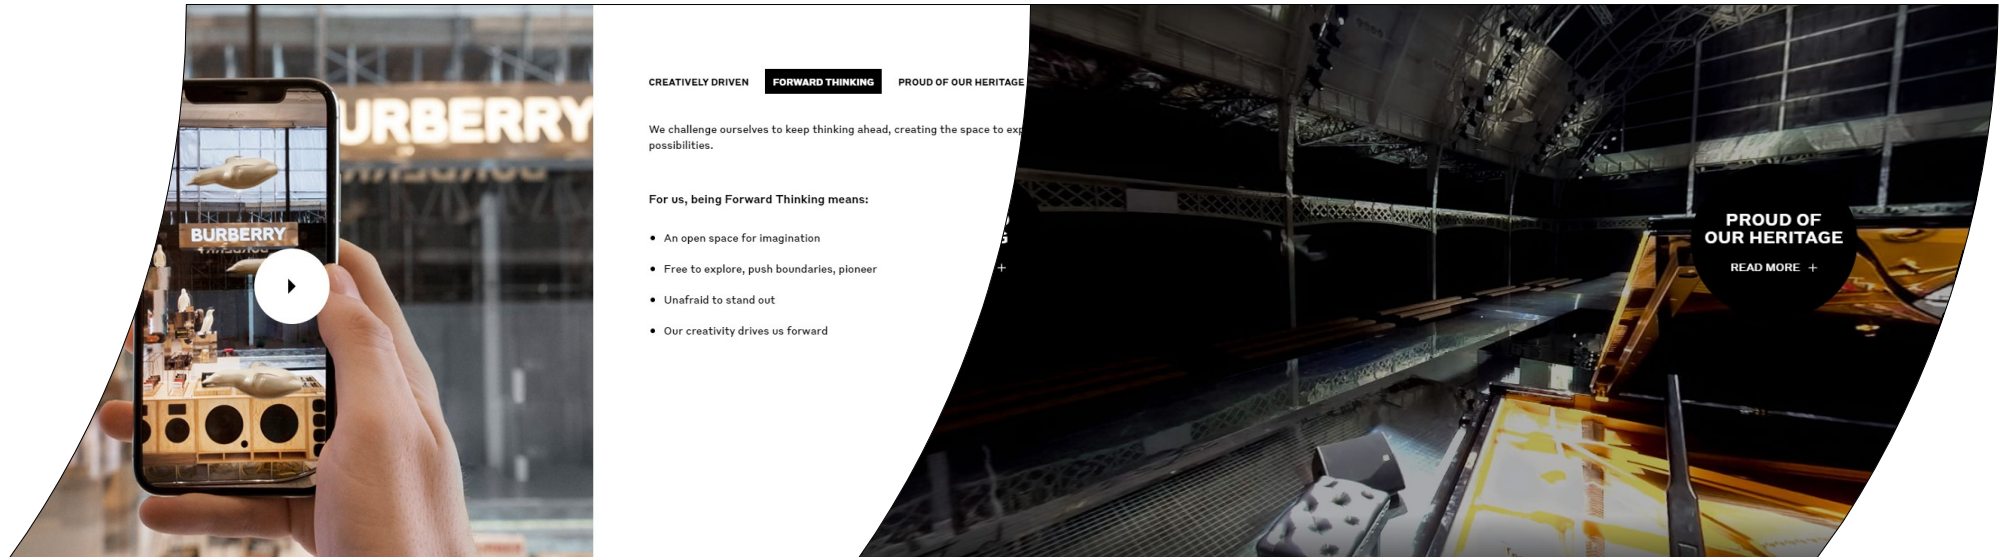 URBERRY
BURBERRY
CREATIVELY DRIVEN
FORWARD THINKING
PROUD OF OUR HERITAGE
We challenge ourselves to keep thinking ahead, creating the space to
possibilities.
For us, being Forward Thinking means:
• An open space for imagination
• Free to explore, push boundaries, pioneer
• Unafraid to stand out
• Our creativity drives us forward
PROUD OF
OUR HERITAGE
READ MORE +